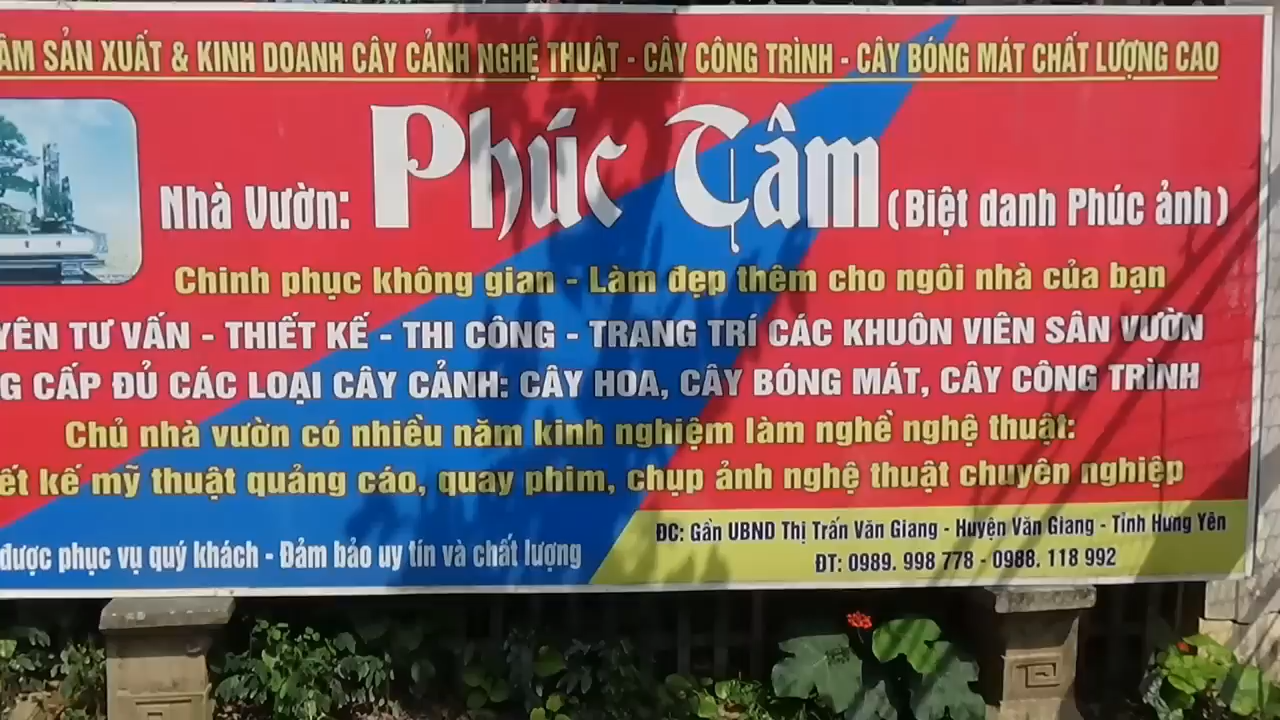 SẢN XUẤT & KINH DOANH CÂY CẢNH NGHỆ THUẬT - CÂY CÔNG TRÌNH - CÂY BÓNG MÁT CHẤT LƯỢNG CAO
Nhà Vườn: Phúc Tâm (Biệt danh Phúc ảnh)
Chinh phục không gian - Làm đẹp thêm cho ngôi nhà của bạn
TƯ VẤN - THIẾT KẾ - THI CÔNG - TRANG TRÍ CÁC KHUÔN VIÊN SÂN VƯỜN
CẤP ĐỦ CÁC LOẠI CÂY CẢNH: CÂY HOA, CÂY BÓNG MÁT, CÂY CÔNG TRÌNH
Chủ nhà vườn có nhiều năm kinh nghiệm làm nghề nghệ thuật:
kế mỹ thuật quảng cáo, quay phim, chụp ảnh nghệ thuật chuyên nghiệp
được phục vụ quý khách - Đảm bảo uy tín và chất lượng
ĐC: Gần UBND Thị Trấn Văn Giang - Huyện Văn Giang - Tỉnh Hưng Yên
ĐT: 0989. 998 778 - 0988. 118 992